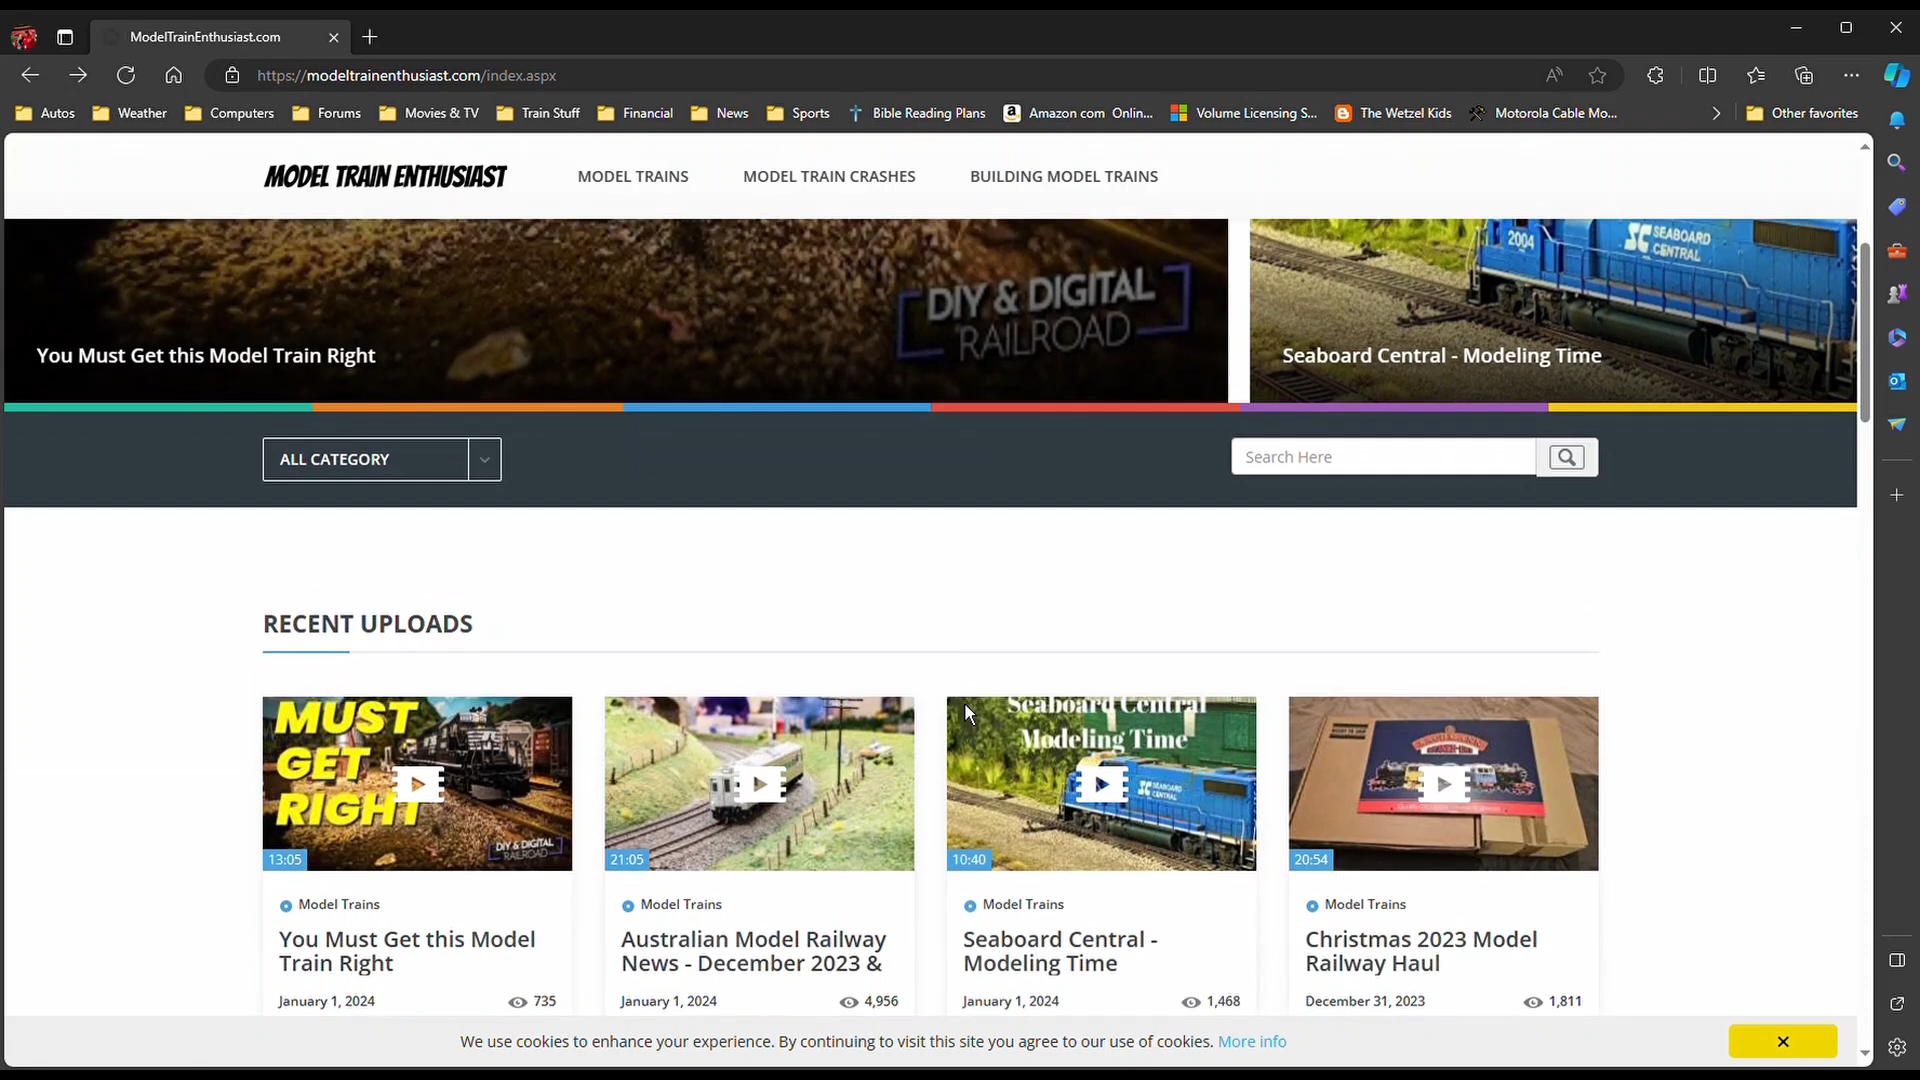 ModelTrainEnthusiast.com
https://modeltrainenthusiast.com/index.aspx
Autos
Weather
Computers
Forums
Movies & TV
Train Stuff
Financial
News
Sports
Bible Reading Plans
Amazon com Onlin...
Volume Licensing S...
The Wetzel Kids
Motorola Cable Mo...
Other favorites
MODEL TRAIN ENTHUSIAST
MODEL TRAINS
MODEL TRAIN CRASHES
BUILDING MODEL TRAINS
DIY & DIGITAL
RAILROAD
You Must Get this Model Train Right
2004
SC SEABOARD
CENTRAL
Seaboard Central - Modeling Time
ALL CATEGORY
Search Here
RECENT UPLOADS
MUST
GET
RIGHT
DIY & DIGITAL
RAILROAD
13:05
21:05
Seaboard Central
Modeling Time
SC SEABOARD
CENTRAL
10:40
20:54
Model Trains
You Must Get this Model
Train Right
January 1, 2024
735
Model Trains
Australian Model Railway
News - December 2023 &
January 1, 2024
4,956
Model Trains
Seaboard Central -
Modeling Time
January 1, 2024
1,468
Model Trains
Christmas 2023 Model
Railway Haul
December 31, 2023
1,811
We use cookies to enhance your experience. By continuing to visit this site you agree to our use of cookies. More info